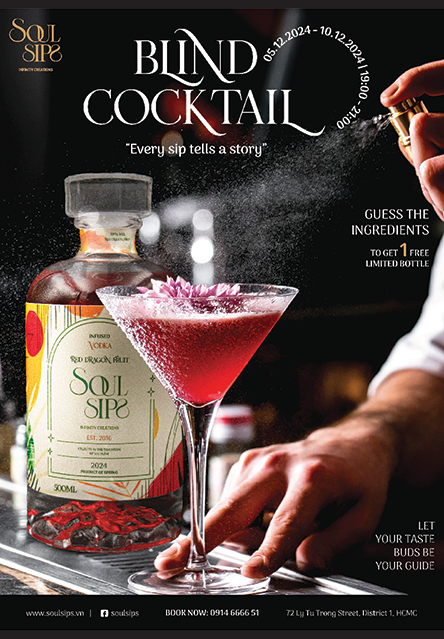 SOUL
SIPS
INFINITY CREATIONS
BLIND
COCKTAIL
05.12.2024 - 10.12.2024 | 19:00 - 21:00
"Every sip tells a story"
GUESS THE
INGREDIENTS
TO GET 1 FREE
LIMITED BOTTLE
INFUSED
VODKA
RED DRAGON FRUIT
SOUL
SIPS
INFINITY CREATIONS
2024
PRODUCT OF SPRING
500ML
LET
YOUR TASTE
BUDS BE
YOUR GUIDE
www.soulsips.vn | soulsips BOOK NOW: 0914 6666 51 72 Ly Tu Trong Street, District 1, HCMC